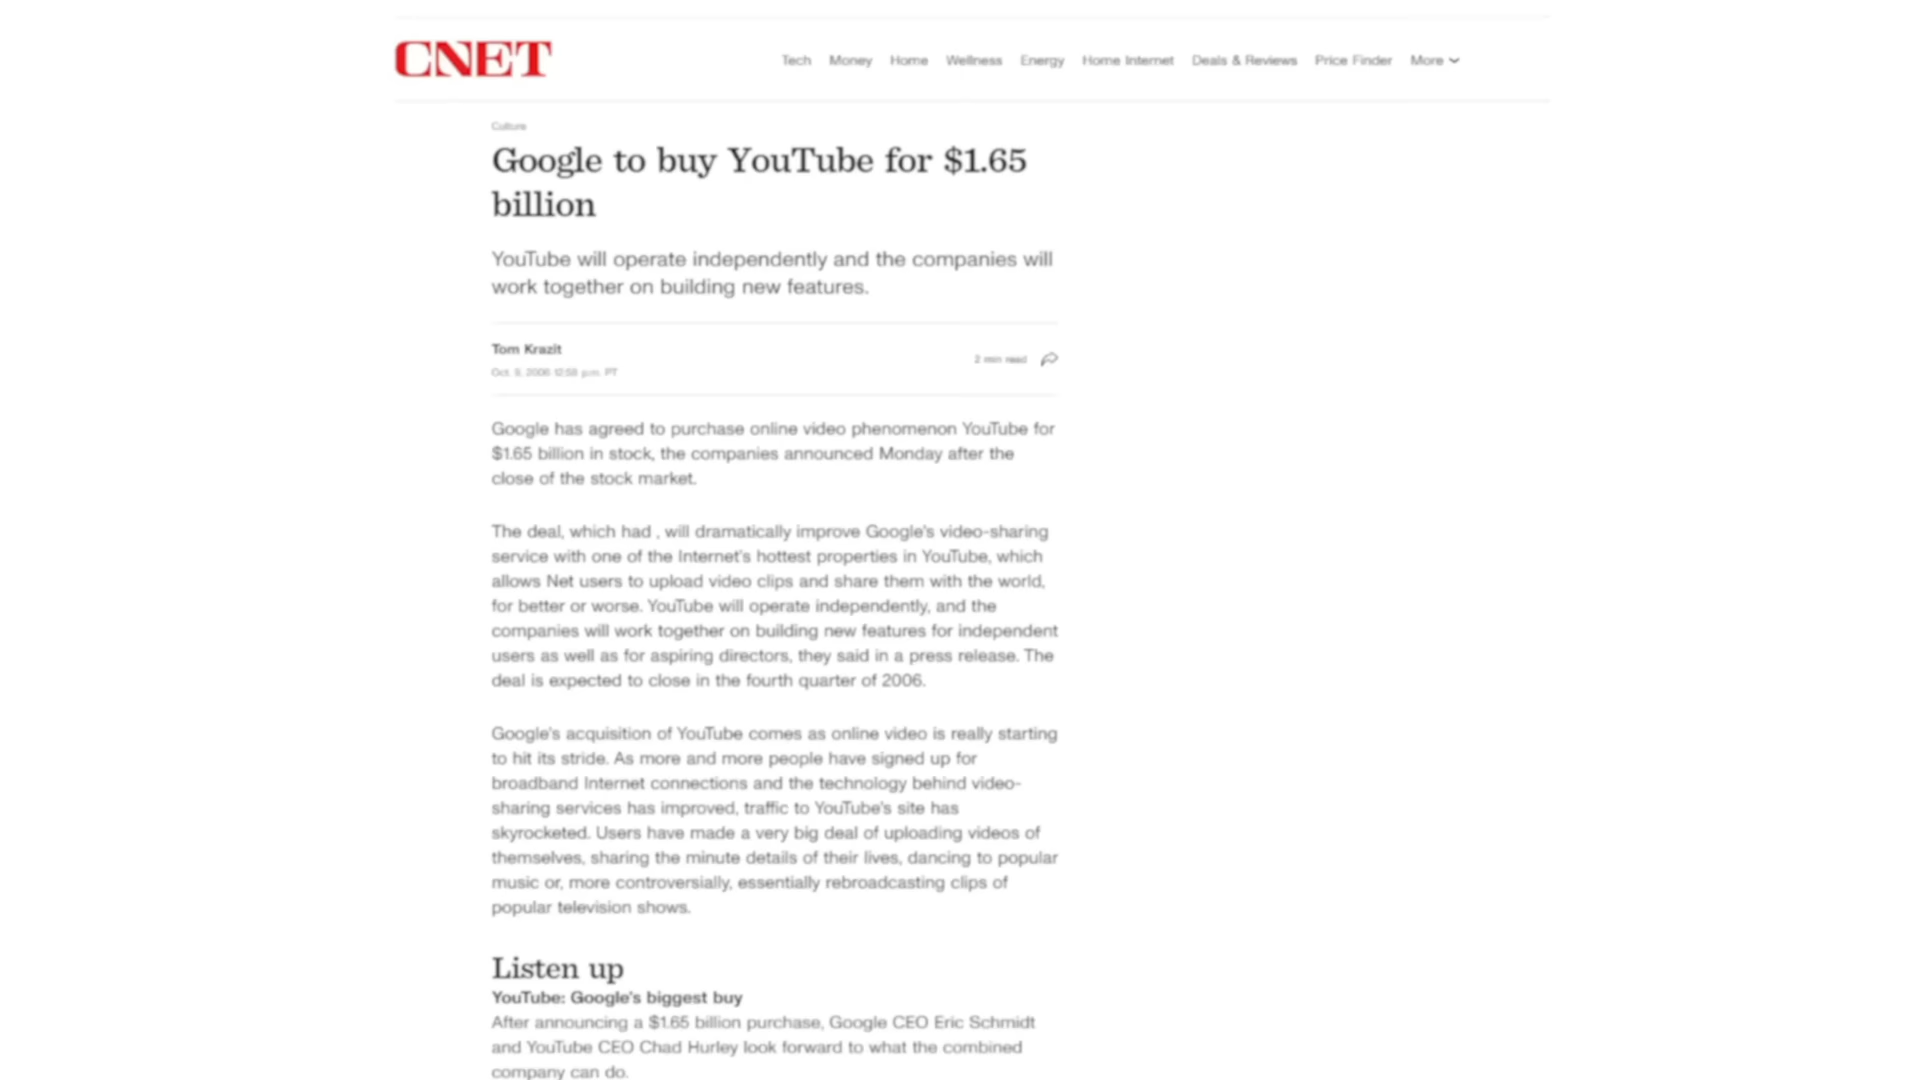 CNET
Tech Money Home Wellness Energy Home Internet Deals & Reviews Price Finder More
Culture
Google to buy YouTube for $1.65
billion
YouTube will operate independently and the companies will
work together on building new features.
Tom Krazit
2 min read
Oct. 9, 2006 12:58 p.m. PT
Google has agreed to purchase online video phenomenon YouTube for
$1.65 billion in stock, the companies announced Monday after the
close of the stock market.
The deal, which had , will dramatically improve Google's video-sharing
service with one of the Internet's hottest properties in YouTube, which
allows Net users to upload video clips and share them with the world,
for better or worse. YouTube will operate independently, and the
companies will work together on building new features for independent
users as well as for aspiring directors, they said in a press release. The
deal is expected to close in the fourth quarter of 2006.
Google's acquisition of YouTube comes as online video is really starting
to hit its stride. As more and more people have signed up for
broadband Internet connections and the technology behind video-
sharing services has improved, traffic to YouTube's site has
skyrocketed. Users have made a very big deal of uploading videos of
themselves, sharing the minute details of their lives, dancing to popular
music or, more controversially, essentially rebroadcasting clips of
popular television shows.
Listen up
YouTube: Google's biggest buy
After announcing a $1.65 billion purchase, Google CEO Eric Schmidt
and YouTube CEO Chad Hurley look forward to what the combined
company can do.